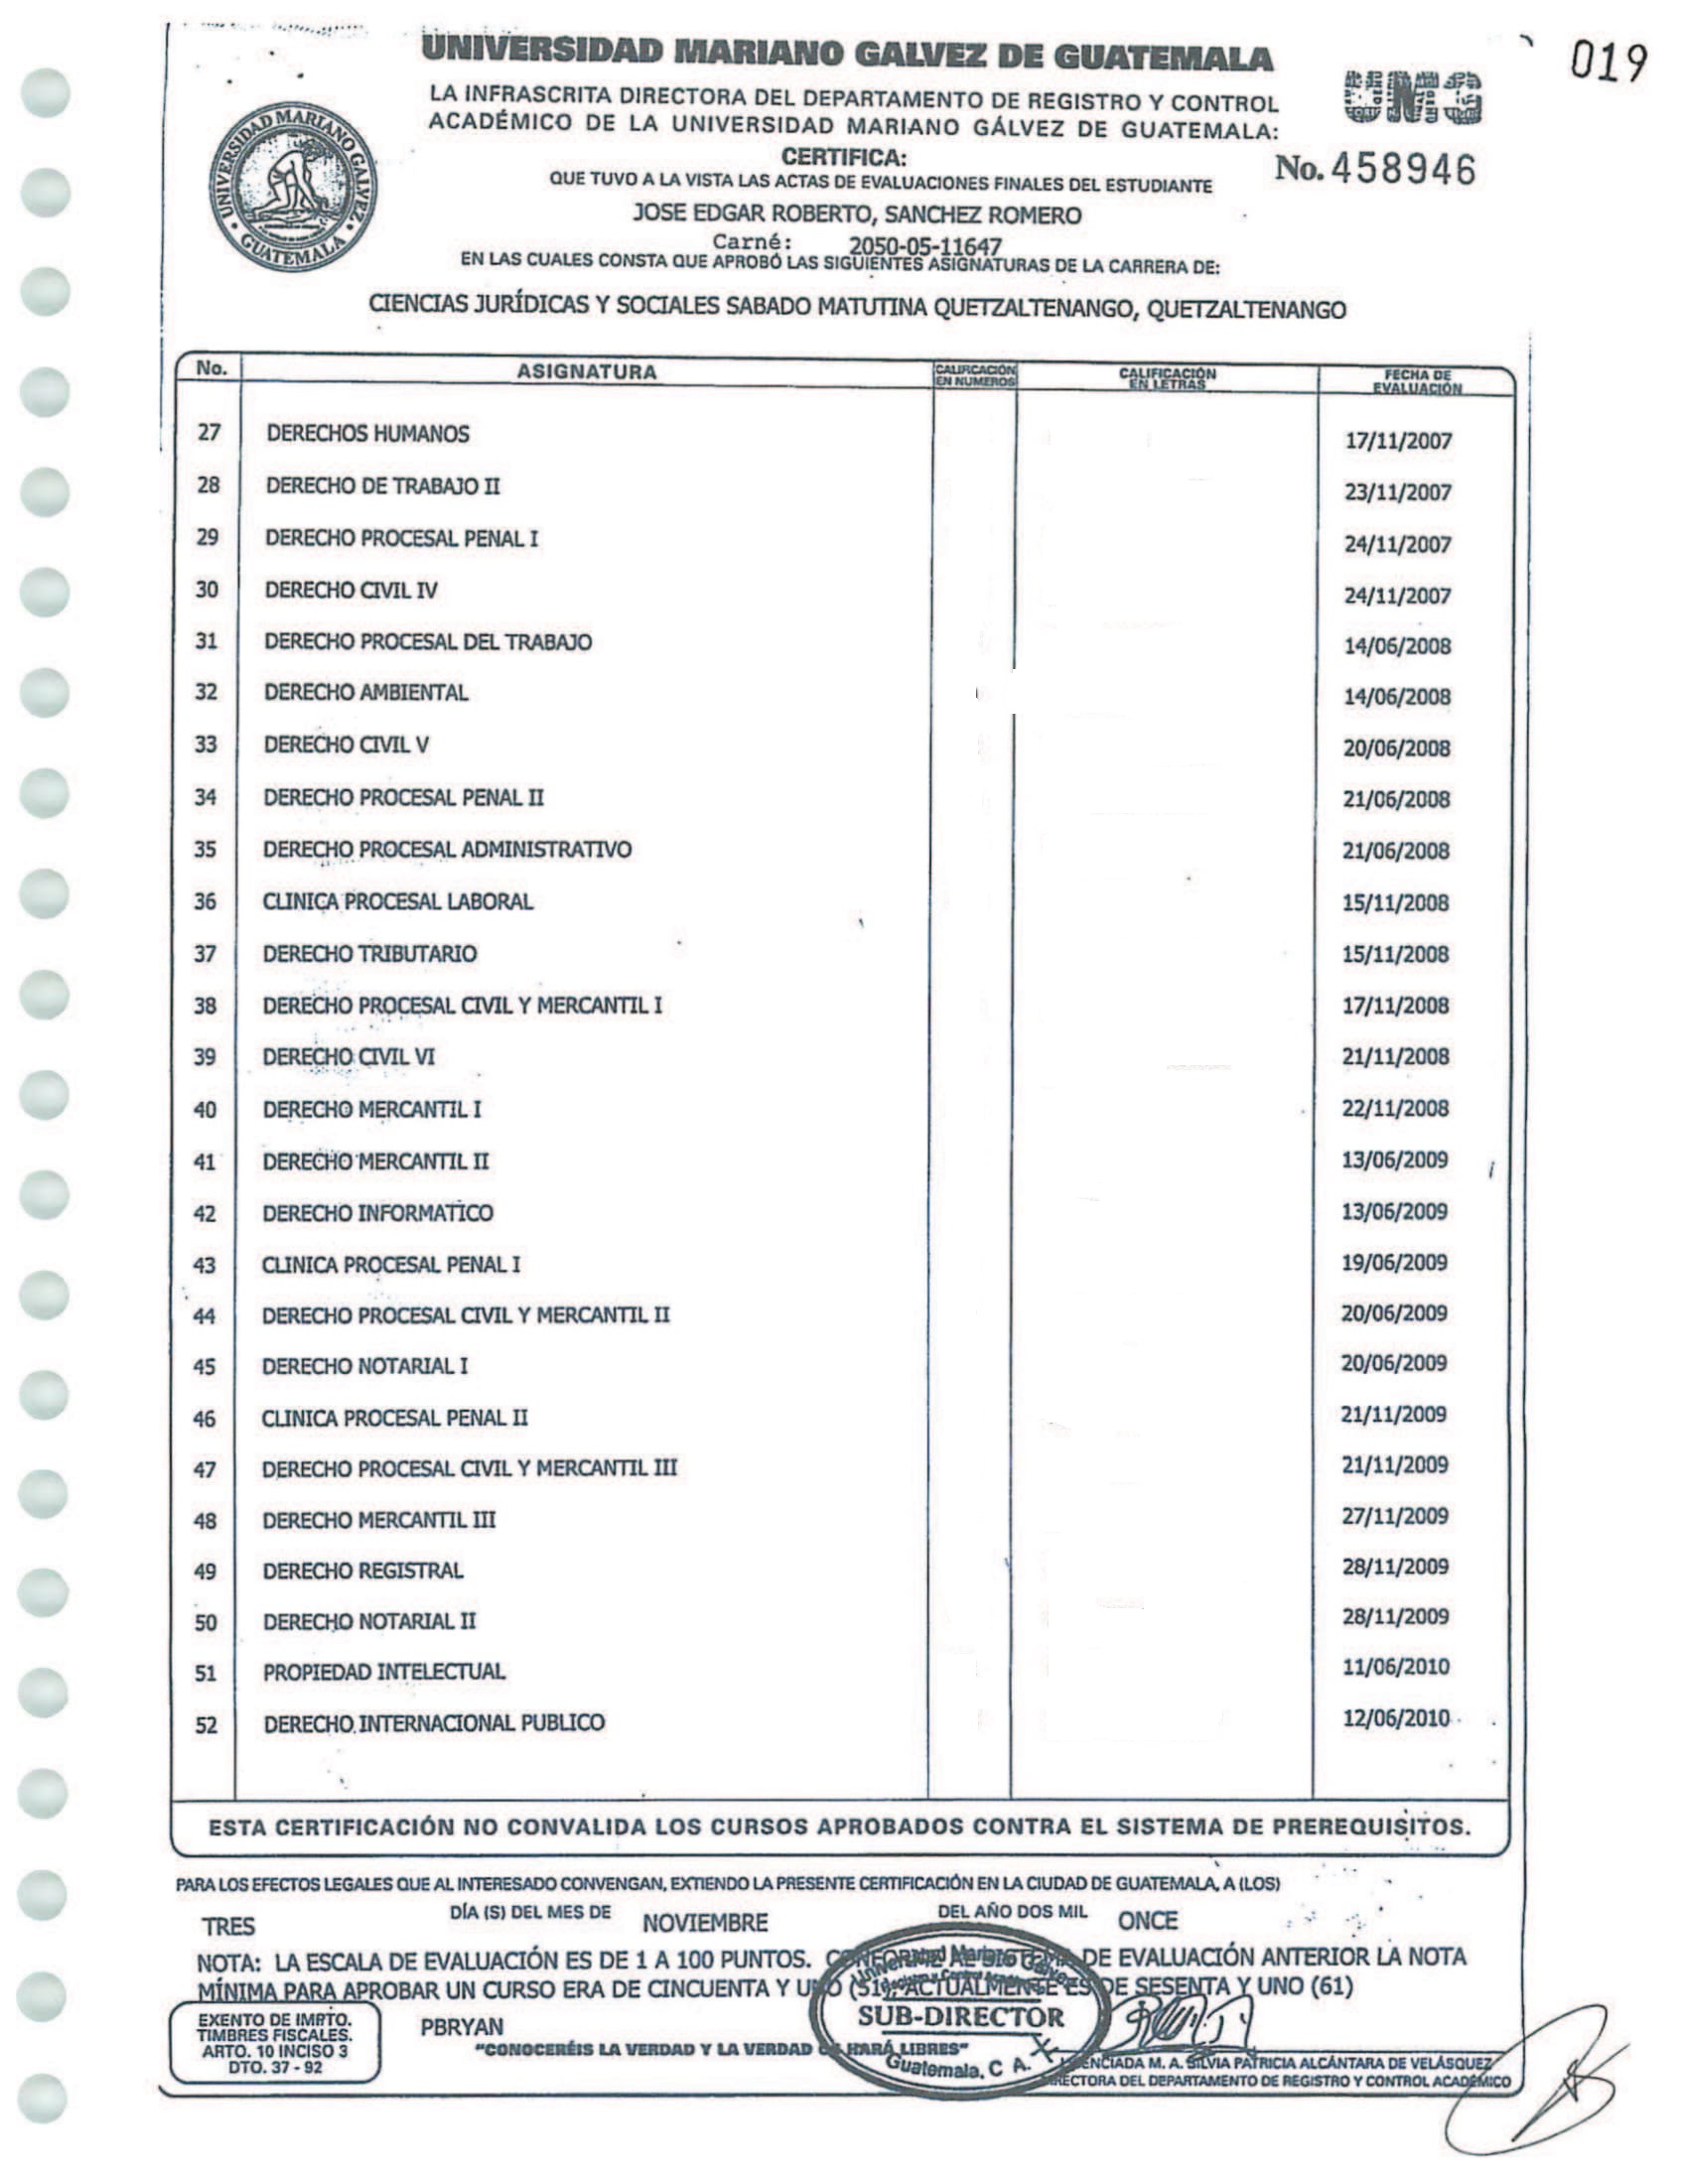 UNIVERSIDAD MARIANO GALVEZ DE GUATEMALA
019
LA INFRASCRITA DIRECTORA DEL DEPARTAMENTO DE REGISTRO Y CONTROL
ACADÉMICO DE LA UNIVERSIDAD MARIANO GÁLVEZ DE GUATEMALA:
UMG
UNIVERSIDAD MARIANO GALVEZ
GUATEMALA
CERTIFICA:
No. 458946
QUE TUVO A LA VISTA LAS ACTAS DE EVALUACIONES FINALES DEL ESTUDIANTE
JOSE EDGAR ROBERTO, SANCHEZ ROMERO
Carné: 2050-05-11647
EN LAS CUALES CONSTA QUE APROBÓ LAS SIGUIENTES ASIGNATURAS DE LA CARRERA DE:
CIENCIAS JURÍDICAS Y SOCIALES SABADO MATUTINA QUETZALTENANGO, QUETZALTENANGO
No. ASIGNATURA CALIFICACIÓN EN NUMEROS CALIFICACIÓN EN LETRAS FECHA DE EVALUACIÓN
27 DERECHOS HUMANOS 17/11/2007
28 DERECHO DE TRABAJO II 23/11/2007
29 DERECHO PROCESAL PENAL I 24/11/2007
30 DERECHO CIVIL IV 24/11/2007
31 DERECHO PROCESAL DEL TRABAJO 14/06/2008
32 DERECHO AMBIENTAL 14/06/2008
33 DERECHO CIVIL V 20/06/2008
34 DERECHO PROCESAL PENAL II 21/06/2008
35 DERECHO PROCESAL ADMINISTRATIVO 21/06/2008
36 CLINICA PROCESAL LABORAL 15/11/2008
37 DERECHO TRIBUTARIO 15/11/2008
38 DERECHO PROCESAL CIVIL Y MERCANTIL I 17/11/2008
39 DERECHO CIVIL VI 21/11/2008
40 DERECHO MERCANTIL I 22/11/2008
41 DERECHO MERCANTIL II 13/06/2009
42 DERECHO INFORMATICO 13/06/2009
43 CLINICA PROCESAL PENAL I 19/06/2009
44 DERECHO PROCESAL CIVIL Y MERCANTIL II 20/06/2009
45 DERECHO NOTARIAL I 20/06/2009
46 CLINICA PROCESAL PENAL II 21/11/2009
47 DERECHO PROCESAL CIVIL Y MERCANTIL III 21/11/2009
48 DERECHO MERCANTIL III 27/11/2009
49 DERECHO REGISTRAL 28/11/2009
50 DERECHO NOTARIAL II 28/11/2009
51 PROPIEDAD INTELECTUAL 11/06/2010
52 DERECHO INTERNACIONAL PUBLICO 12/06/2010
ESTA CERTIFICACIÓN NO CONVALIDA LOS CURSOS APROBADOS CONTRA EL SISTEMA DE PREREQUISITOS.
PARA LOS EFECTOS LEGALES QUE AL INTERESADO CONVENGAN, EXTIENDO LA PRESENTE CERTIFICACIÓN EN LA CIUDAD DE GUATEMALA, A (LOS)
TRES DÍA (S) DEL MES DE NOVIEMBRE DEL AÑO DOS MIL ONCE
NOTA: LA ESCALA DE EVALUACIÓN ES DE 1 A 100 PUNTOS. CONFORME AL SISTEMA DE EVALUACIÓN ANTERIOR LA NOTA
MÍNIMA PARA APROBAR UN CURSO ERA DE CINCUENTA Y UNO (51), ACTUALMENTE ES DE SESENTA Y UNO (61)
EXENTO DE IMPTO.
TIMBRES FISCALES.
ARTO. 10 INCISO 3
DTO. 37 - 92
PBRYAN
"CONOCERÉIS LA VERDAD Y LA VERDAD OS HARÁ LIBRES"
Universidad Mariano Gálvez
SUB-DIRECTOR
Guatemala, C A.
LICENCIADA M. A. SILVIA PATRICIA ALCÁNTARA DE VELÁSQUEZ
DIRECTORA DEL DEPARTAMENTO DE REGISTRO Y CONTROL ACADÉMICO